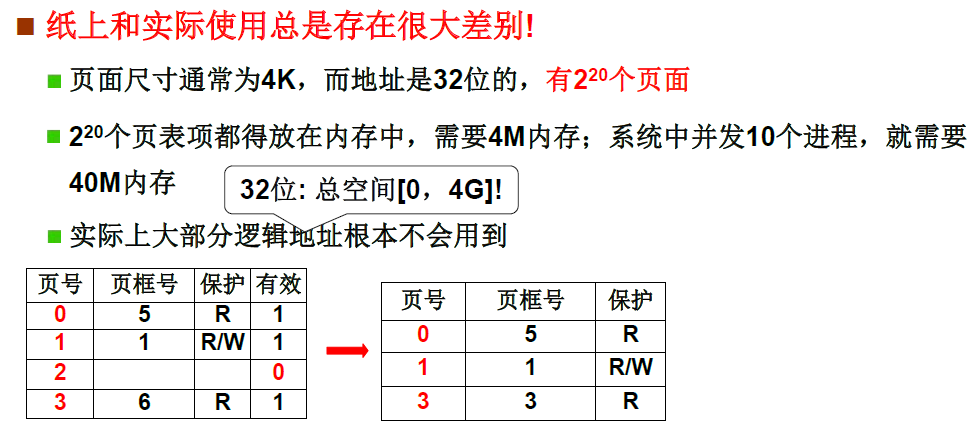 纸上和实际使用总是存在很大差别!
页面尺寸通常为4K，而地址是32位的，有2²⁰个页面
2²⁰个页表项都得放在内存中，需要4M内存；系统中并发10个进程，就需要
40M内存
32位: 总空间[0，4G]!
实际上大部分逻辑地址根本不会用到
页号 页框号 保护 有效
0 5 R 1
1 1 R/W 1
2 0
3 6 R 1
页号 页框号 保护
0 5 R
1 1 R/W
3 3 R